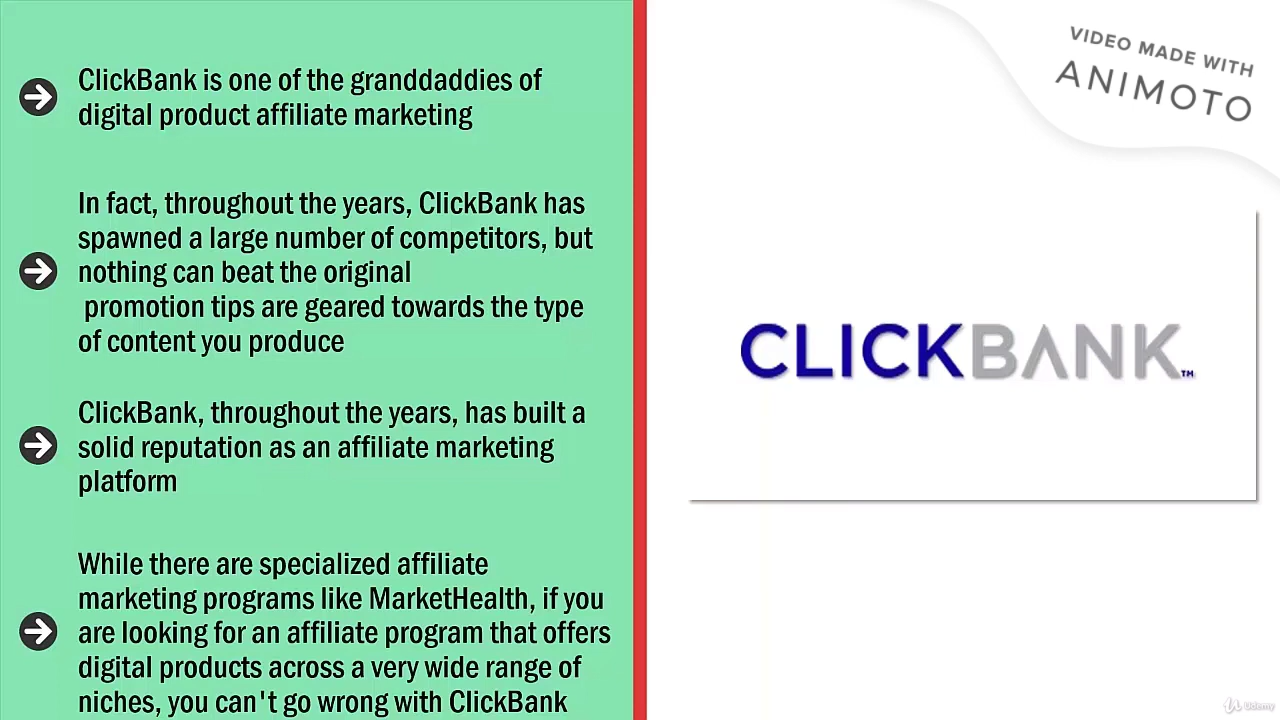 ClickBank is one of the granddaddies of
digital product affiliate marketing
In fact, throughout the years, ClickBank has
spawned a large number of competitors, but
nothing can beat the original
promotion tips are geared towards the type
of content you produce
ClickBank, throughout the years, has built a
solid reputation as an affiliate marketing
platform
While there are specialized affiliate
marketing programs like MarketHealth, if you
are looking for an affiliate program that offers
digital products across a very wide range of
niches, you can't go wrong with ClickBank
VIDEO MADE WITH
ANIMOTO
CLICKBANK™
Udemy